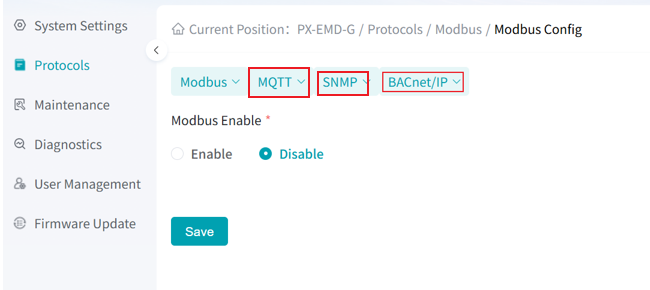 System Settings
Protocols
Maintenance
Diagnostics
User Management
Firmware Update
Current Position： PX-EMD-G / Protocols / Modbus / Modbus Config
Modbus MQTT SNMP BACnet/IP
Modbus Enable *
Enable Disable
Save